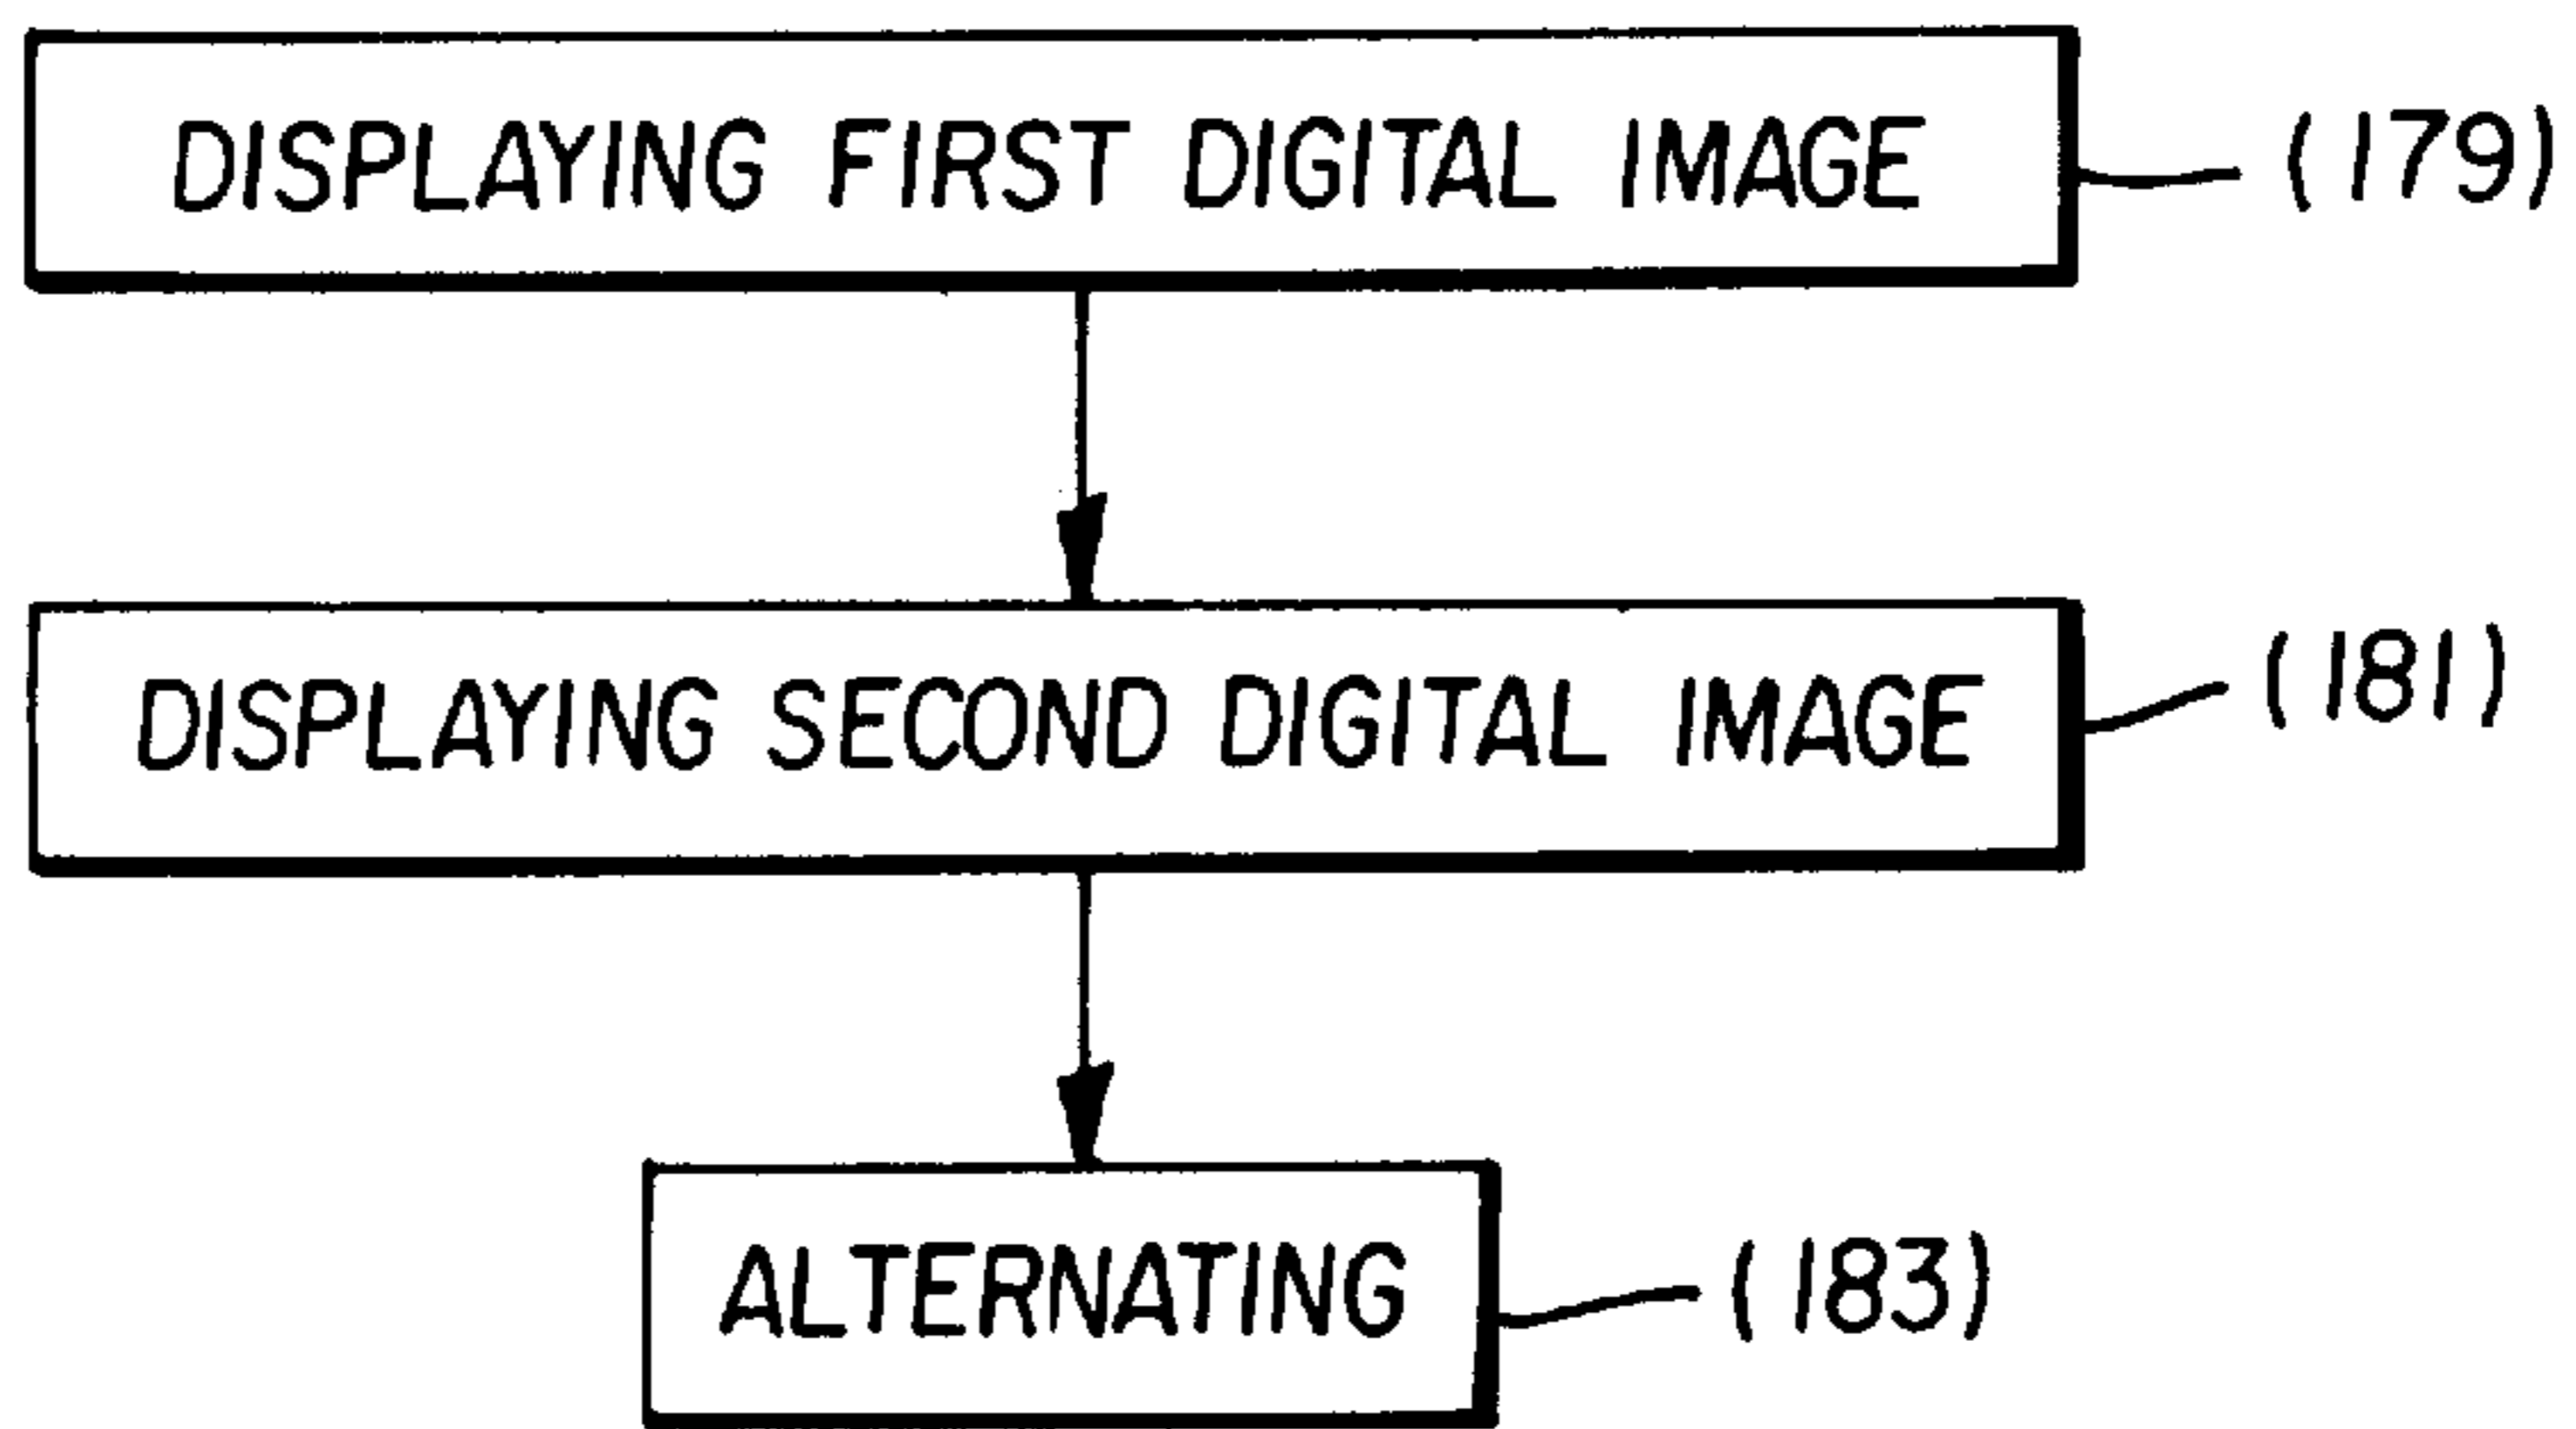 DISPLAYING FIRST DIGITAL IMAGE (179)
DISPLAYING SECOND DIGITAL IMAGE (181)
ALTERNATING (183)